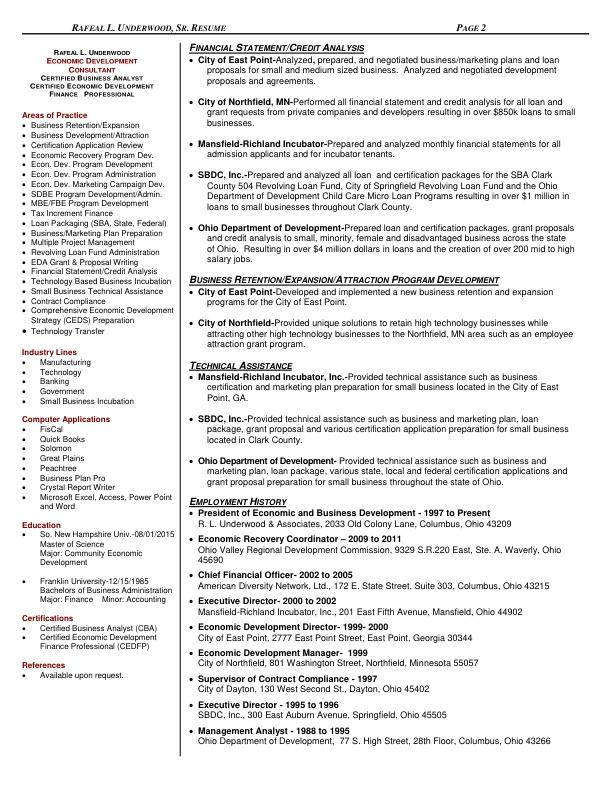 RAFEAL L. UNDERWOOD, SR. RESUME PAGE 2
RAFEAL L. UNDERWOOD
ECONOMIC DEVELOPMENT
CONSULTANT
CERTIFIED BUSINESS ANALYST
CERTIFIED ECONOMIC DEVELOPMENT
FINANCE PROFESSIONAL
Areas of Practice
• Business Retention/Expansion
• Business Development/Attraction
• Certification Application Review
• Economic Recovery Program Dev.
• Econ. Dev. Program Development
• Econ. Dev. Program Administration
• Econ. Dev. Marketing Campaign Dev.
• SDBE Program Development/Admin.
• MBE/FBE Program Development
• Tax Increment Finance
• Loan Packaging (SBA, State, Federal)
• Business/Marketing Plan Preparation
• Multiple Project Management
• Revolving Loan Fund Administration
• EDA Grant & Proposal Writing
• Financial Statement/Credit Analysis
• Technology Based Business Incubation
• Small Business Technical Assistance
• Contract Compliance
• Comprehensive Economic Development
Strategy (CEDS) Preparation
• Technology Transfer
Industry Lines
• Manufacturing
• Technology
• Banking
• Government
• Small Business Incubation
Computer Applications
• FisCal
• Quick Books
• Solomon
• Great Plains
• Peachtree
• Business Plan Pro
• Crystal Report Writer
• Microsoft Excel, Access, Power Point
and Word
Education
• So. New Hampshire Univ.-08/01/2015
Master of Science
Major: Community Economic
Development
• Franklin University-12/15/1985
Bachelors of Business Administration
Major: Finance Minor: Accounting
Certifications
• Certified Business Analyst (CBA)
• Certified Economic Development
Finance Professional (CEDFP)
References
• Available upon request.
FINANCIAL STATEMENT/CREDIT ANALYSIS
• City of East Point-Analyzed, prepared, and negotiated business/marketing plans and loan
proposals for small and medium sized business. Analyzed and negotiated development
proposals and agreements.
• City of Northfield, MN-Performed all financial statement and credit analysis for all loan and
grant requests from private companies and developers resulting in over $850k loans to small
businesses.
• Mansfield-Richland Incubator-Prepared and analyzed monthly financial statements for all
admission applicants and for incubator tenants.
• SBDC, Inc.-Prepared and analyzed all loan and certification packages for the SBA Clark
County 504 Revolving Loan Fund, City of Springfield Revolving Loan Fund and the Ohio
Department of Development Child Care Micro Loan Programs resulting in over $1 million in
loans to small businesses throughout Clark County.
• Ohio Department of Development-Prepared loan and certification packages, grant proposals
and credit analysis to small, minority, female and disadvantaged business across the state
of Ohio. Resulting in over $4 million dollars in loans and the creation of over 200 mid to high
salary jobs.
BUSINESS RETENTION/EXPANSION/ATTRACTION PROGRAM DEVELOPMENT
• City of East Point-Developed and implemented a new business retention and expansion
programs for the City of East Point.
• City of Northfield-Provided unique solutions to retain high technology businesses while
attracting other high technology businesses to the Northfield, MN area such as an employee
attraction grant program.
TECHNICAL ASSISTANCE
• Mansfield-Richland Incubator, Inc.-Provided technical assistance such as business
certification and marketing plan preparation for small business located in the City of East
Point, GA.
• SBDC, Inc.-Provided technical assistance such as business and marketing plan, loan
package, grant proposal and various certification application preparation for small business
located in Clark County.
• Ohio Department of Development- Provided technical assistance such as business and
marketing plan, loan package, various state, local and federal certification applications and
grant proposal preparation for small business throughout the state of Ohio.
EMPLOYMENT HISTORY
• President of Economic and Business Development - 1997 to Present
R. L. Underwood & Associates, 2033 Old Colony Lane, Columbus, Ohio 43209
• Economic Recovery Coordinator – 2009 to 2011
Ohio Valley Regional Development Commission, 9329 S.R.220 East, Ste. A, Waverly, Ohio
45690
• Chief Financial Officer- 2002 to 2005
American Diversity Network, Ltd., 172 E. State Street, Suite 303, Columbus, Ohio 43215
• Executive Director- 2000 to 2002
Mansfield-Richland Incubator, Inc., 201 East Fifth Avenue, Mansfield, Ohio 44902
• Economic Development Director- 1999- 2000
City of East Point, 2777 East Point Street, East Point, Georgia 30344
• Economic Development Manager- 1999
City of Northfield, 801 Washington Street, Northfield, Minnesota 55057
• Supervisor of Contract Compliance - 1997
City of Dayton, 130 West Second St., Dayton, Ohio 45402
• Executive Director - 1995 to 1996
SBDC, Inc., 300 East Auburn Avenue, Springfield, Ohio 45505
• Management Analyst - 1988 to 1995
Ohio Department of Development, 77 S. High Street, 28th Floor, Columbus, Ohio 43266